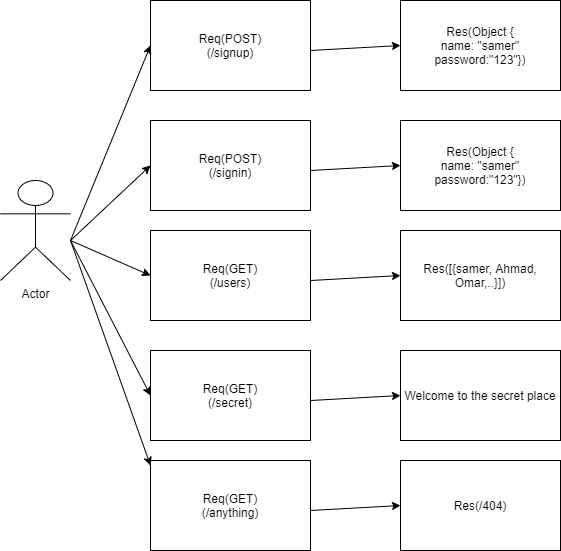 Req(POST)
(/signup)
Res(Object {
name: "samer"
password:"123"})
Req(POST)
(/signin)
Res(Object {
name: "samer"
password:"123"})
Actor
Req(GET)
(/users)
Res([{samer, Ahmad,
Omar,..}])
Req(GET)
(/secret)
Welcome to the secret place
Req(GET)
(/anything)
Res(/404)